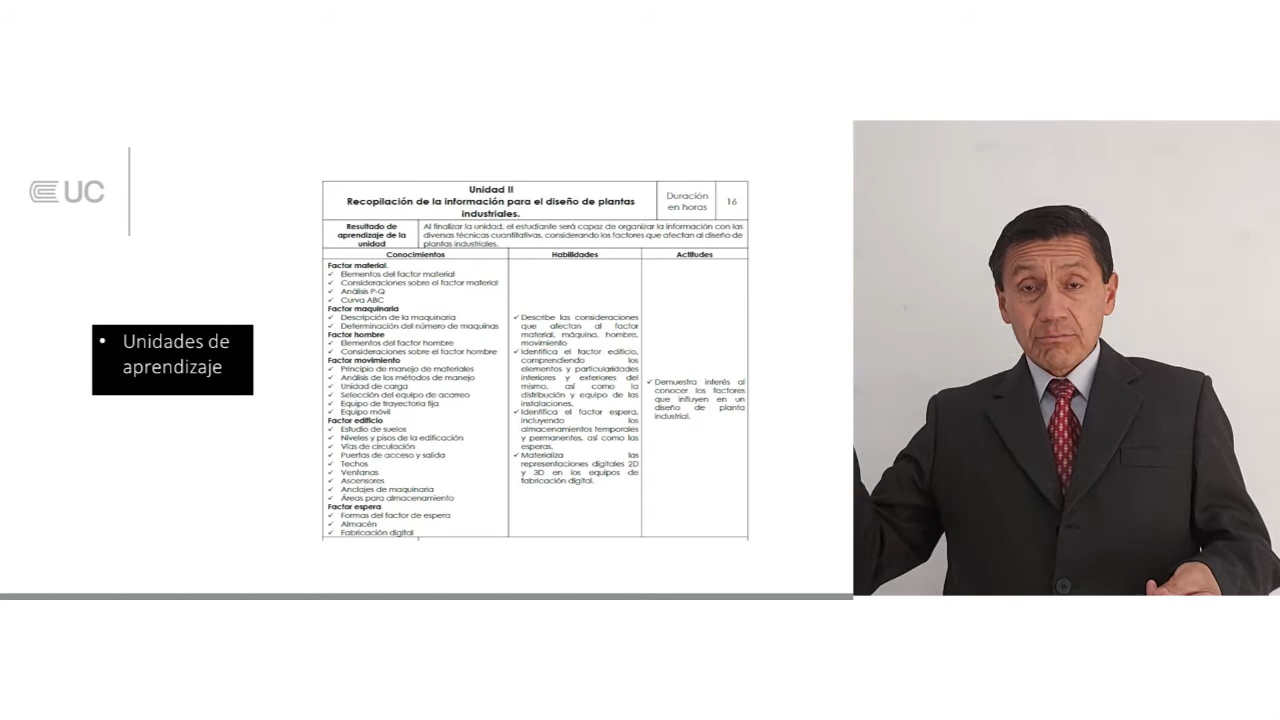 UC
• Unidades de
aprendizaje
Unidad II
Recopilación de la información para el diseño de plantas
industriales.
Duración
en horas
16
Resultado de
aprendizaje de la
unidad
Al finalizar la unidad, el estudiante será capaz de organizar la información con las
diversas técnicas cuantitativas, considerando los factores que afectan al diseño de
plantas industriales.
Conocimientos
Habilidades
Actitudes
Factor material.
✓ Elementos del factor material
✓ Consideraciones sobre el factor material
✓ Análisis P-Q
✓ Curva ABC
Factor maquinaria
✓ Descripción de la maquinaria
✓ Determinación del número de maquinas
Factor hombre
✓ Elementos del factor hombre
✓ Consideraciones sobre el factor hombre
Factor movimiento
✓ Principio de manejo de materiales
✓ Análisis de los métodos de manejo
✓ Unidad de carga
✓ Selección del equipo de acarreo
✓ Equipo de trayectoria fija
✓ Equipo móvil
Factor edificio
✓ Estudio de suelos
✓ Niveles y pisos de la edificación
✓ Vías de circulación
✓ Puertas de acceso y salida
✓ Techos
✓ Ventanas
✓ Ascensores
✓ Anclajes de maquinaria
✓ Áreas para almacenamiento
Factor espera
✓ Formas del factor de espera
✓ Almacén
✓ Fabricación digital
✓ Describe las consideraciones
que afectan al factor
material, máquina, hombre,
movimiento
✓ Identifica el factor edificio,
comprendiendo los
elementos y particularidades
interiores y exteriores del
mismo, así como la
distribución y equipo de las
instalaciones.
✓ Identifica el factor espera,
incluyendo los
almacenamientos temporales
y permanentes, así como las
esperas.
✓ Materializa las
representaciones digitales 2D
y 3D en los equipos de
fabricación digital.
✓ Demuestra interés al
conocer los factores
que influyen en un
diseño de planta
industrial.